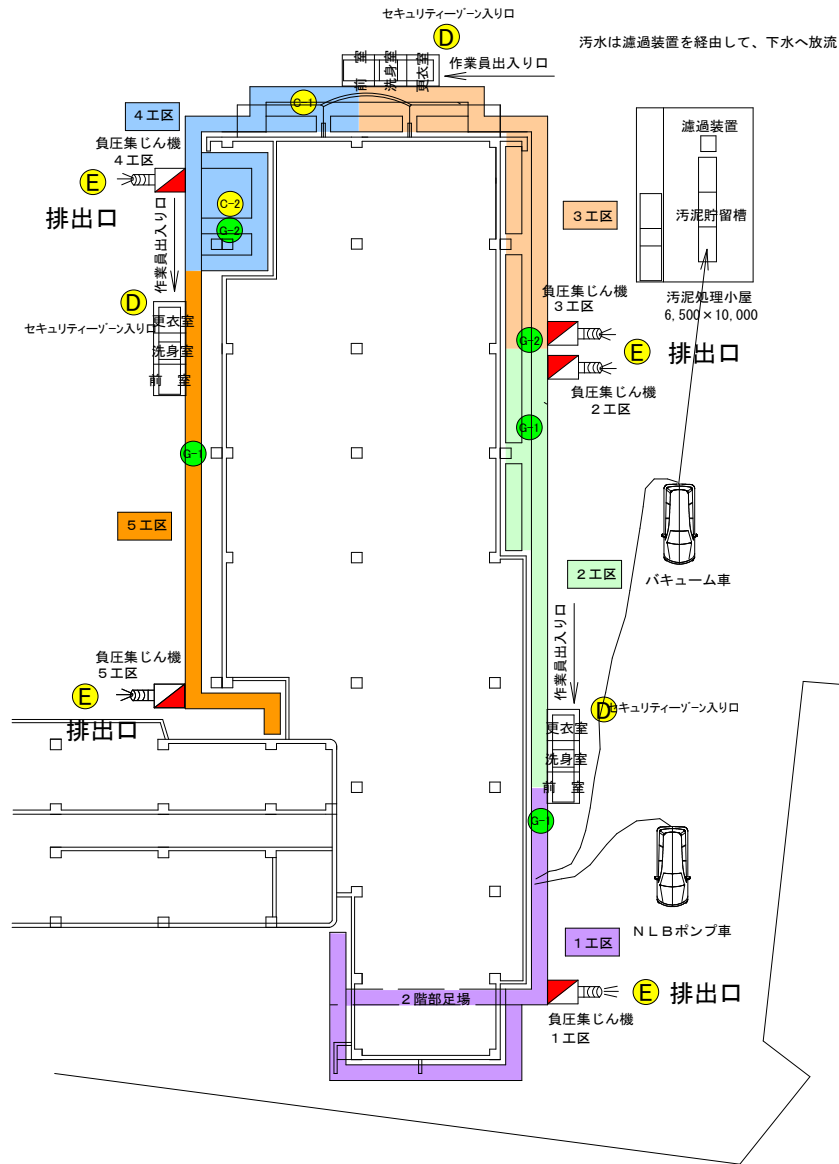 セキュリティーゾーン入り口
D
汚水は濾過装置を経由して、下水へ放流
前　室
洗身室
更衣室
作業員出入り口
C-1
4工区
濾過装置
負圧集じん機
4工区
E
排出口
C-2
G-2
3工区
汚泥貯留槽
作業員出入り口
D
セキュリティーゾーン入り口
更衣室
洗身室
前　室
負圧集じん機
3工区
汚泥処理小屋
6,500×10,000
G-2
E
排出口
負圧集じん機
2工区
G-1
G-1
5工区
2工区
バキューム車
作業員出入り口
負圧集じん機
5工区
E
排出口
D
セキュリティーゾーン入り口
更衣室
洗身室
前　室
G-1
NLBポンプ車
1工区
2階部足場
E
排出口
負圧集じん機
1工区